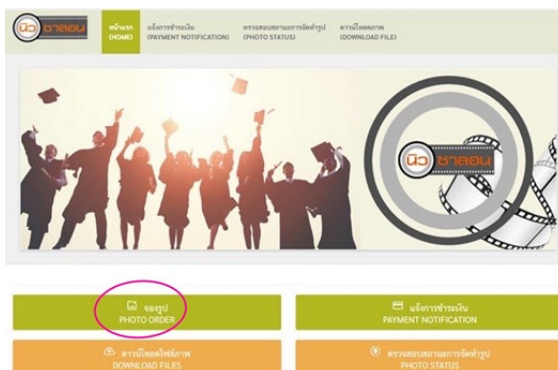 นิว ชาลอน
หน้าแรก
(HOME)
แจ้งการชำระเงิน
(PAYMENT NOTIFICATION)
ตรวจสอบสถานะการจัดทำรูป
(PHOTO STATUS)
ดาวน์โหลดภาพ
(DOWNLOAD FILE)
นิว ชาลอน
จองรูป
PHOTO ORDER
แจ้งการชำระเงิน
PAYMENT NOTIFICATION
ดาวน์โหลดไฟล์ภาพ
DOWNLOAD FILES
ตรวจสอบสถานะการจัดทำรูป
PHOTO STATUS